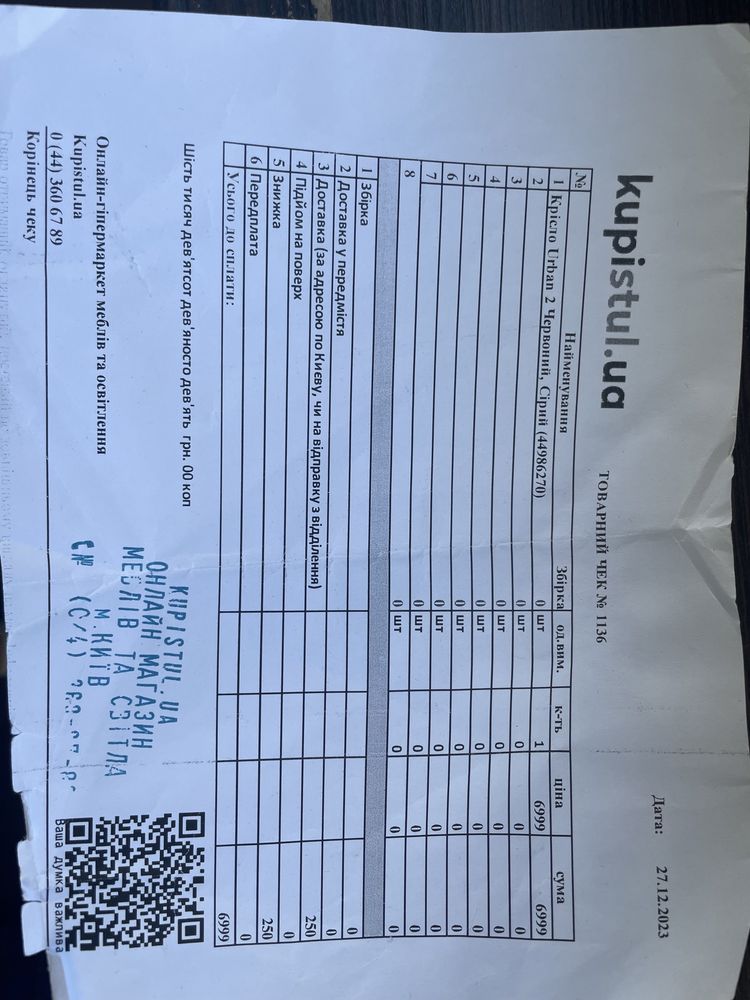 kupistul.ua
ТОВАРНИЙ ЧЕК № 1136 Дата: 27.12.2023
№ Найменування Збірка од.вим. к-ть ціна сума
1 Крісло Urban 2 Червоний, Сірий (44986270) 0 шт 1 6999 6999
2 0 шт 0 0 0
3 0 шт 0 0 0
4 0 шт 0 0 0
5 0 шт 0 0 0
6 0 шт 0 0 0
7 0 шт 0 0 0
8 0 шт 0 0 0
1 Збірка 0
2 Доставка у передмістя 0
3 Доставка (за адресою по Києву, чи на відправку з відділення) 250
4 Підйом на поверх 0
5 Знижка 250
6 Передплата 0
Усього до сплати: 6999
Шість тисяч дев'ятсот дев'яносто дев'ять грн. 00 коп
KUPISTUL.UA
ОНЛАЙН МАГАЗИН
МЕБЛІВ ТА СВІТЛА
М.КИЇВ
Онлайн-гіпермаркет меблів та освітлення
Kupistul.ua
0 (44) 360 67 89
Ваша думка важлива
Корінець чеку